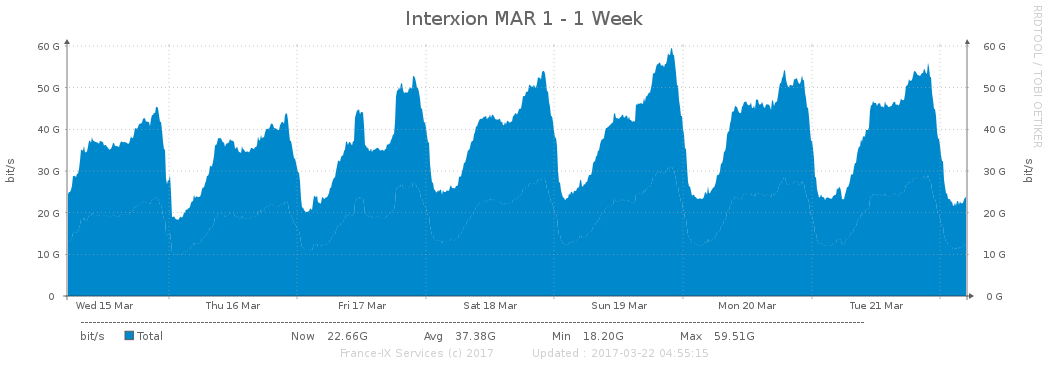 Interxion MAR 1 - 1 Week
RRDTOOL / TOBI OETIKER
bit/s
60 G
50 G
40 G
30 G
20 G
10 G
0
60 G
50 G
40 G
30 G
20 G
10 G
0 G
bit/s
Wed 15 Mar Thu 16 Mar Fri 17 Mar Sat 18 Mar Sun 19 Mar Mon 20 Mar Tue 21 Mar
bit/s Total Now 22.66G Avg 37.38G Min 18.20G Max 59.51G
France-IX Services (c) 2017 Updated : 2017-03-22 04:55:15